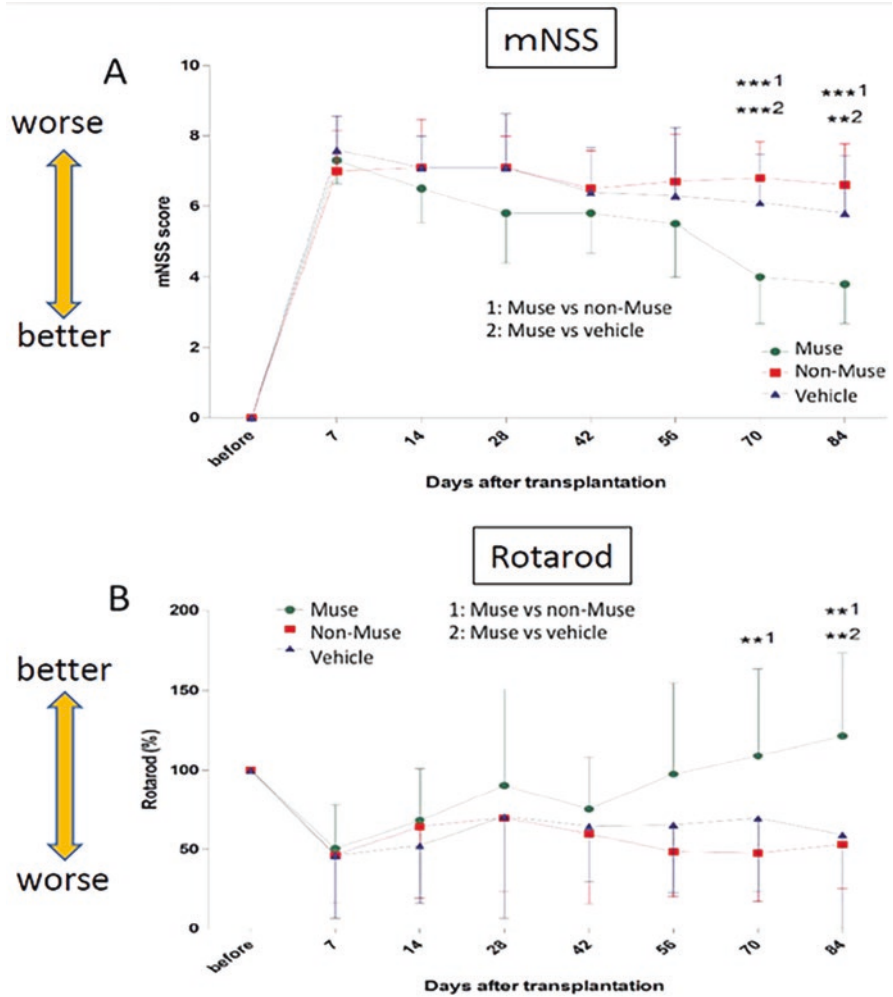 mNSS
A
worse
better
mNSS score
10
8
6
4
2
0
★★★1
★★★2
★★★1
★★2
1: Muse vs non-Muse
2: Muse vs vehicle
Muse
Non-Muse
Vehicle
before
7
14
28
42
56
70
84
Days after transplantation
Rotarod
B
better
worse
Rotarod (%)
200
150
100
50
0
Muse
Non-Muse
Vehicle
1: Muse vs non-Muse
2: Muse vs vehicle
★★1
★★1
★★2
before
7
14
28
42
56
70
84
Days after transplantation